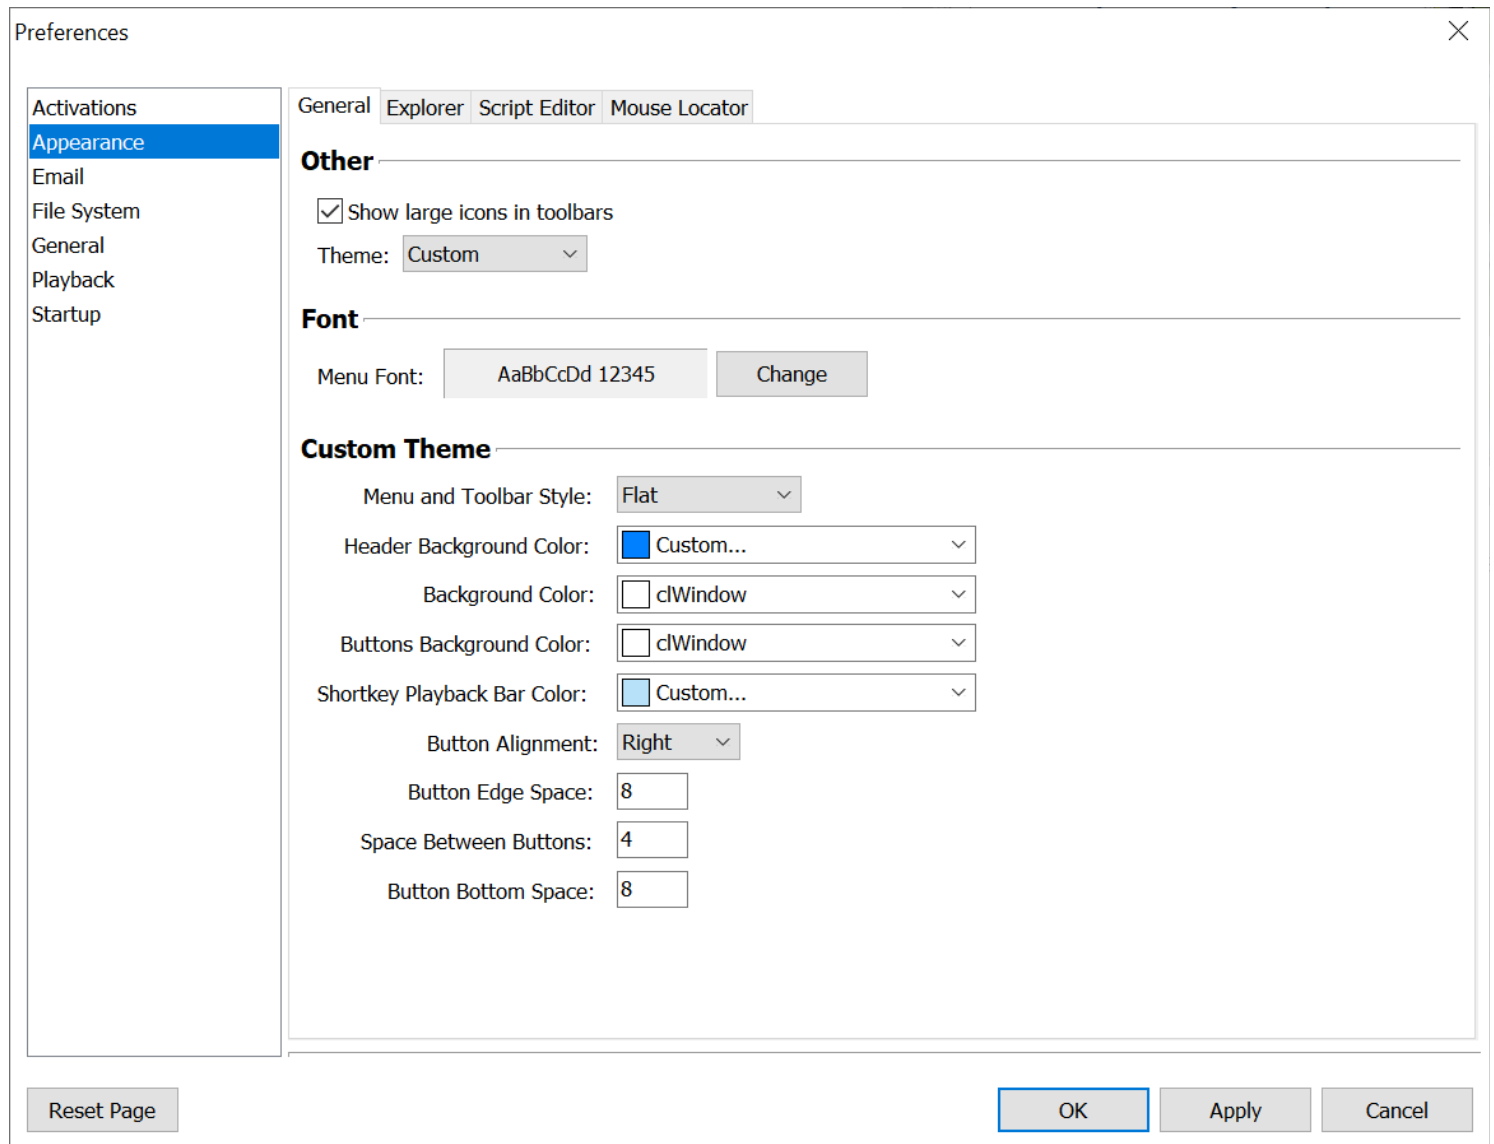 Preferences
Activations
Appearance
Email
File System
General
Playback
Startup
General Explorer Script Editor Mouse Locator
Other
Show large icons in toolbars
Theme: Custom
Font
Menu Font: AaBbCcDd 12345 Change
Custom Theme
Menu and Toolbar Style: Flat
Header Background Color: Custom...
Background Color: clWindow
Buttons Background Color: clWindow
Shortkey Playback Bar Color: Custom...
Button Alignment: Right
Button Edge Space: 8
Space Between Buttons: 4
Button Bottom Space: 8
Reset Page OK Apply Cancel